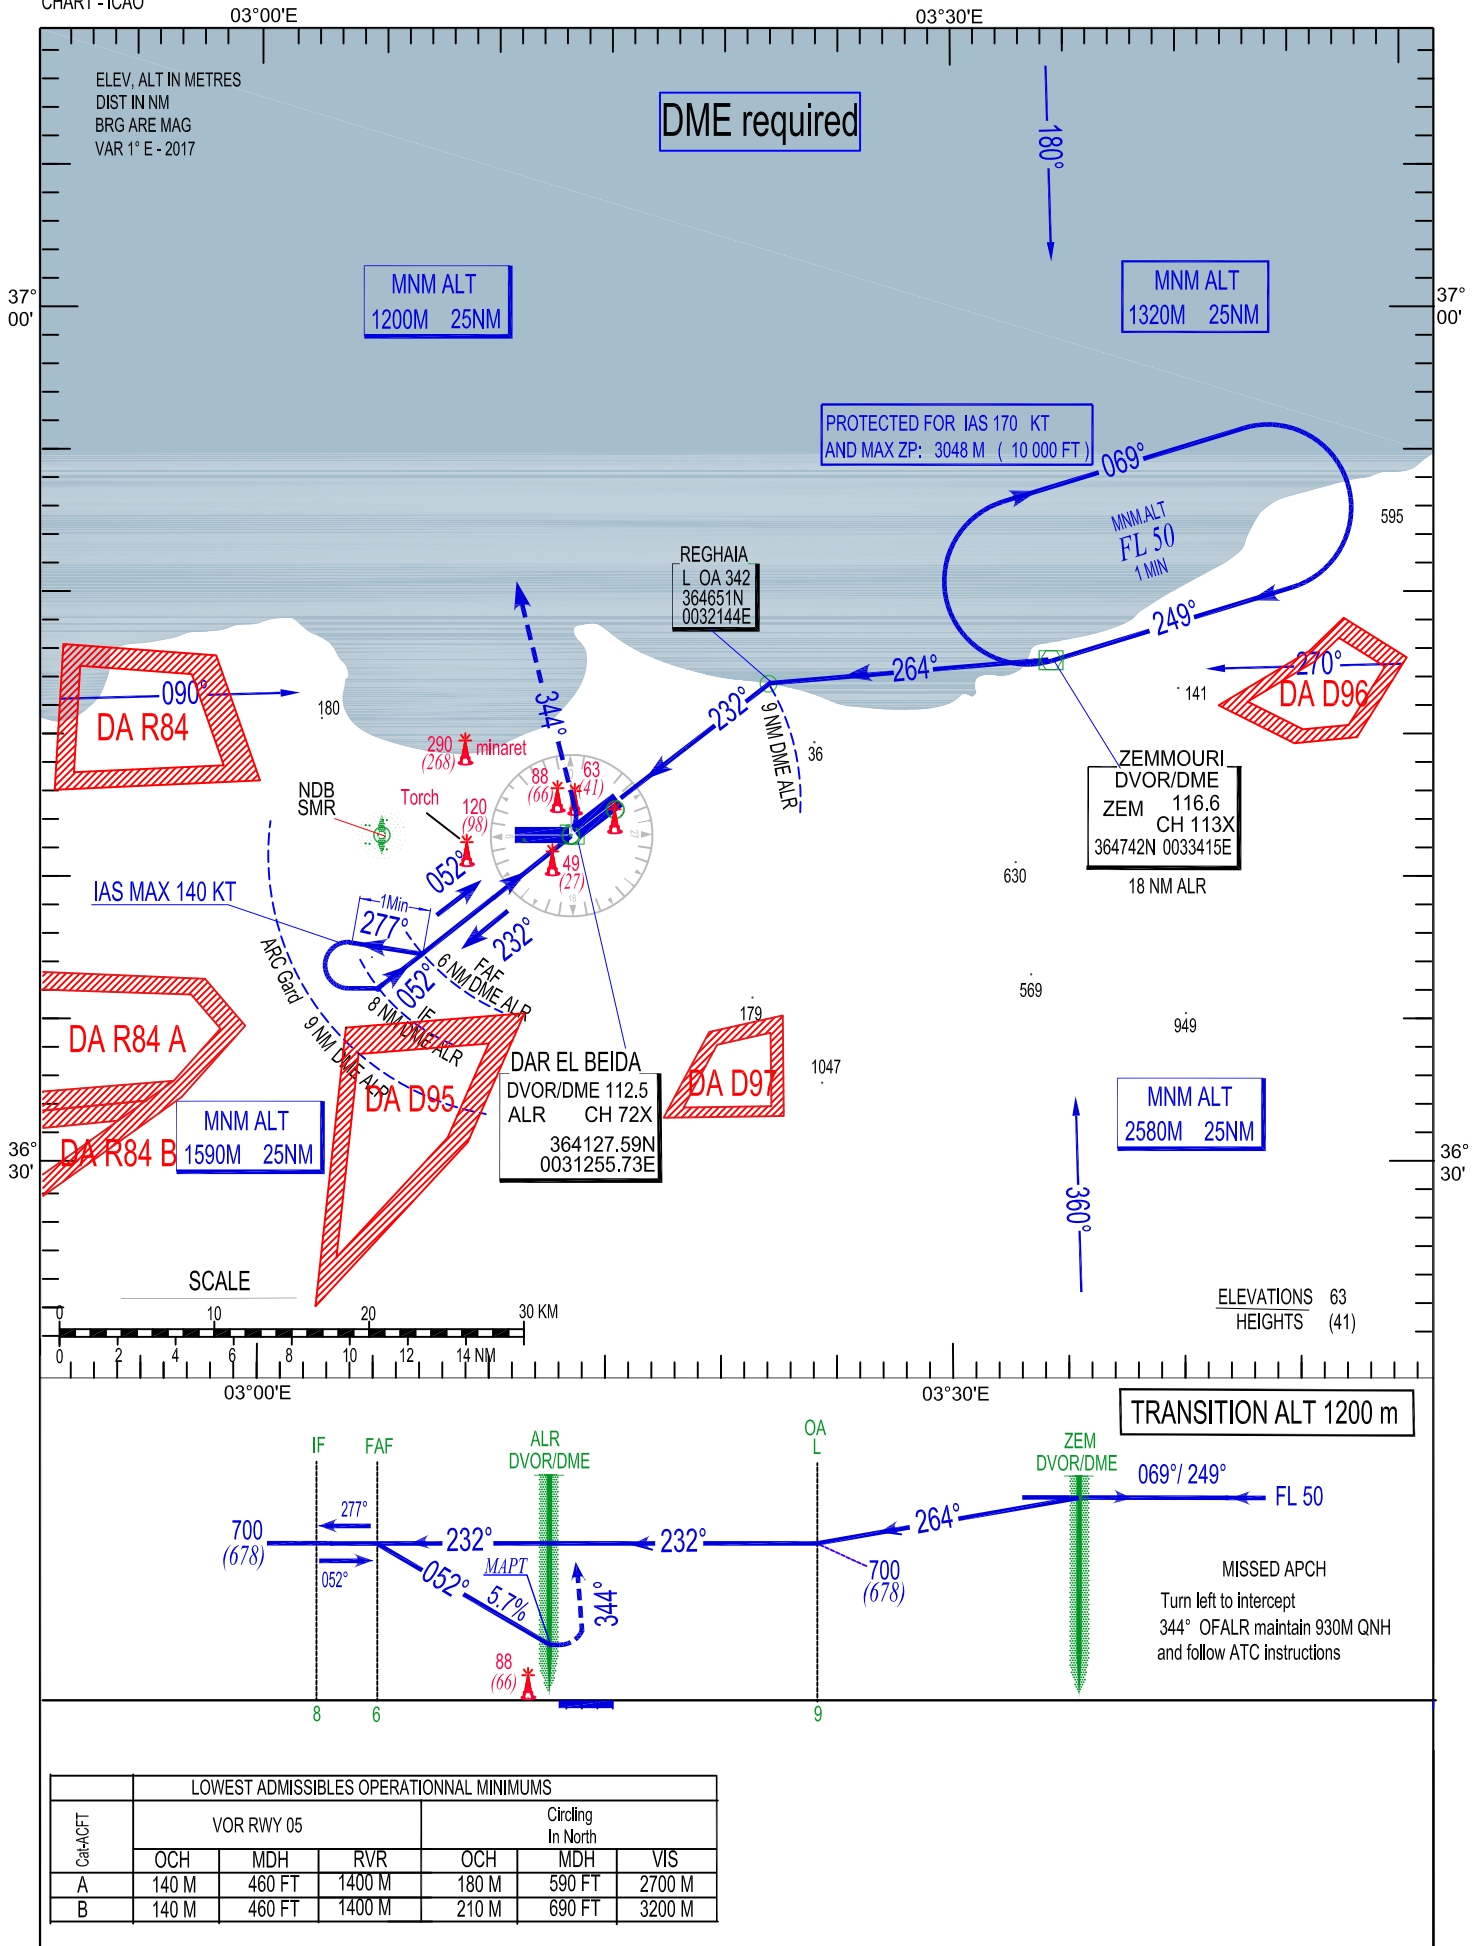 CHART - ICAO
03°00'E
03°30'E
ELEV, ALT IN METRES
DIST IN NM
BRG ARE MAG
VAR 1° E - 2017
DME required
180°
MNM ALT
1200M 25NM
MNM ALT
1320M 25NM
37°
00'
37°
00'
PROTECTED FOR IAS 170 KT
AND MAX ZP: 3048 M ( 10 000 FT )
069°
MNM.ALT
FL 50
1 MIN
249°
595
REGHAIA
L OA 342
364651N
0032144E
264°
232°
9 NM DME ALR
36
141
270°
DA D96
090°
DA R84
180
344°
290
(268)
minaret
88
(66)
63
(41)
NDB
SMR
Torch
120
(98)
49
(27)
18
27
ZEMMOURI
DVOR/DME
116.6
ZEM
CH 113X
364742N 0033415E
18 NM ALR
630
IAS MAX 140 KT
1Min
277°
052°
232°
052°
FAF
6 NM DME ALR
IF
8 NM DME ALR
ARC Gard
9 NM DME ALR
569
949
179
1047
DA R84 A
DA R84 B
DA D95
DA D97
DAR EL BEIDA
DVOR/DME 112.5
ALR CH 72X
364127.59N
0031255.73E
MNM ALT
1590M 25NM
MNM ALT
2580M 25NM
36°
30'
36°
30'
360°
SCALE
0 10 20 30 KM
0 2 4 6 8 10 12 14 NM
ELEVATIONS 63
HEIGHTS (41)
03°00'E
03°30'E
TRANSITION ALT 1200 m
IF
FAF
ALR
DVOR/DME
OA
L
ZEM
DVOR/DME
069°/ 249°
FL 50
277°
700
(678)
232°
232°
264°
052°
052°
MAPT
5.7%
344°
700
(678)
88
(66)
8
6
9
MISSED APCH
Turn left to intercept
344° OFALR maintain 930M QNH
and follow ATC instructions
LOWEST ADMISSIBLES OPERATIONNAL MINIMUMS
Cat-ACFT
VOR RWY 05
Circling
In North
OCH MDH RVR OCH MDH VIS
A 140 M 460 FT 1400 M 180 M 590 FT 2700 M
B 140 M 460 FT 1400 M 210 M 690 FT 3200 M